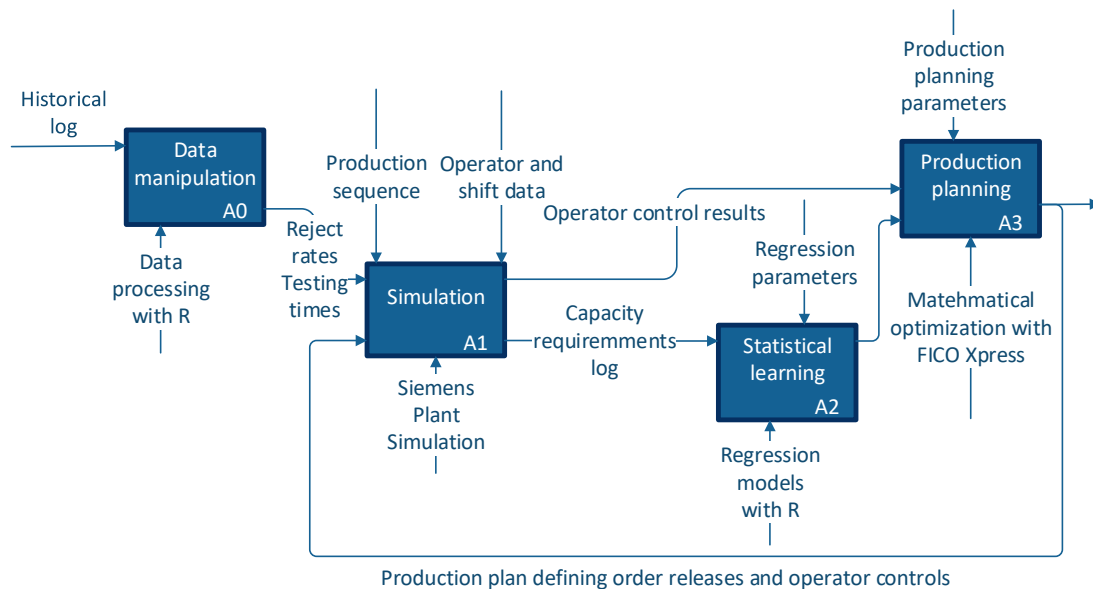 Historical
log
Data
manipulation
A0
Data
processing
with R
Reject
rates
Testing
times
Production
sequence
Operator and
shift data
Simulation
A1
Siemens
Plant
Simulation
Operator control results
Capacity
requiremments
log
Regression
parameters
Statistical
learning
A2
Regression
models
with R
Production
planning
parameters
Production
planning
A3
Matehmatical
optimization with
FICO Xpress
Production plan defining order releases and operator controls